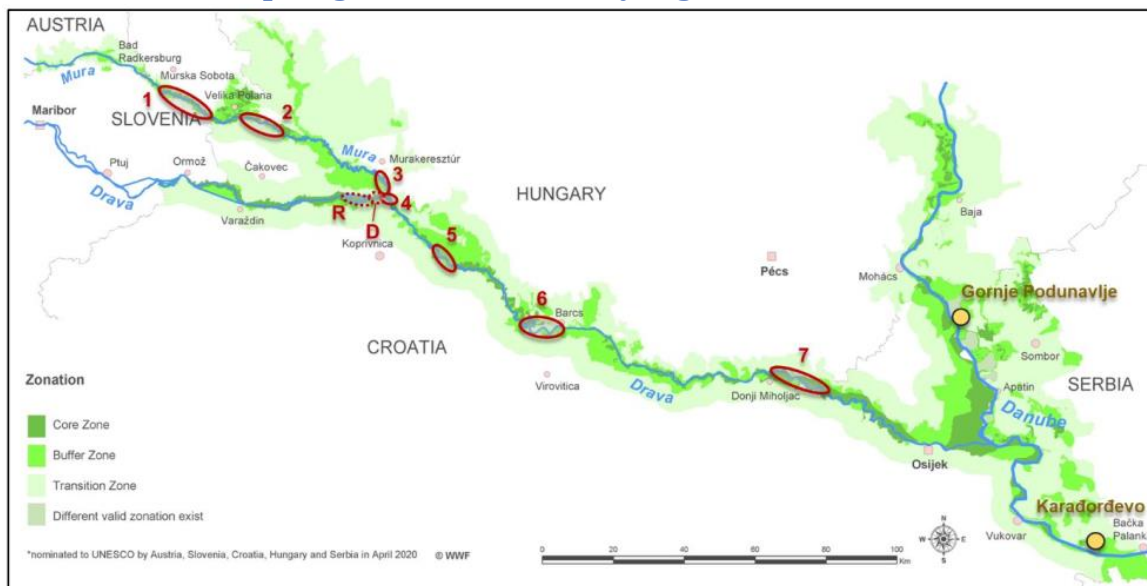 AUSTRIA
Bad
Radkersburg
Mura
Murska Sobota
1
Velika Polana
2
Maribor
SLOVENIA
Mura
Murakeresztúr
Ptuj
Ormož
Čakovec
3
HUNGARY
Drava
R
4
Varaždin
D
Baja
Koprivnica
5
Pécs
Mohács
Gornje Podunavlje
6
Barcs
CROATIA
7
Sombor
Zonation
Virovitica
Drava
Donji Miholjac
Apatin
SERBIA
Danube
Core Zone
Buffer Zone
Osijek
Transition Zone
Karađorđevo
Different valid zonation exist
Vukovar
Bačka
Palank
N
W
E
S
*nominated to UNESCO by Austria, Slovenia, Croatia, Hungary and Serbia in April 2020
© WWF
0 20 40 60 80 100
Km